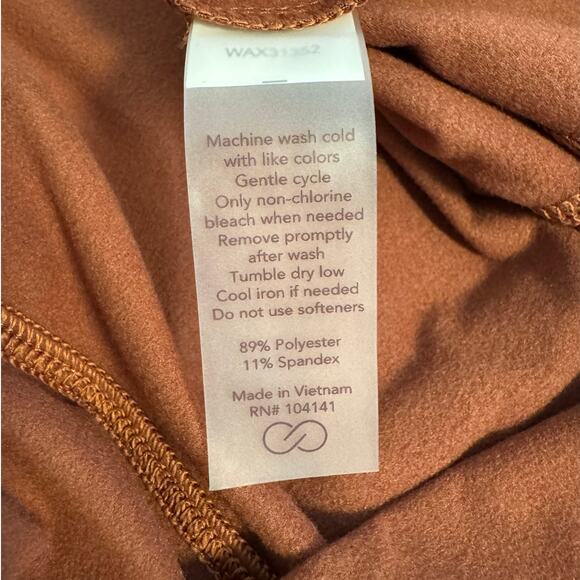 Machine wash cold
with like colors
Gentle cycle
Only non-chlorine
bleach when needed
Remove promptly
after wash
Tumble dry low
Cool iron if needed
Do not use softeners
89% Polyester
11% Spandex
Made in Vietnam
RN# 104141